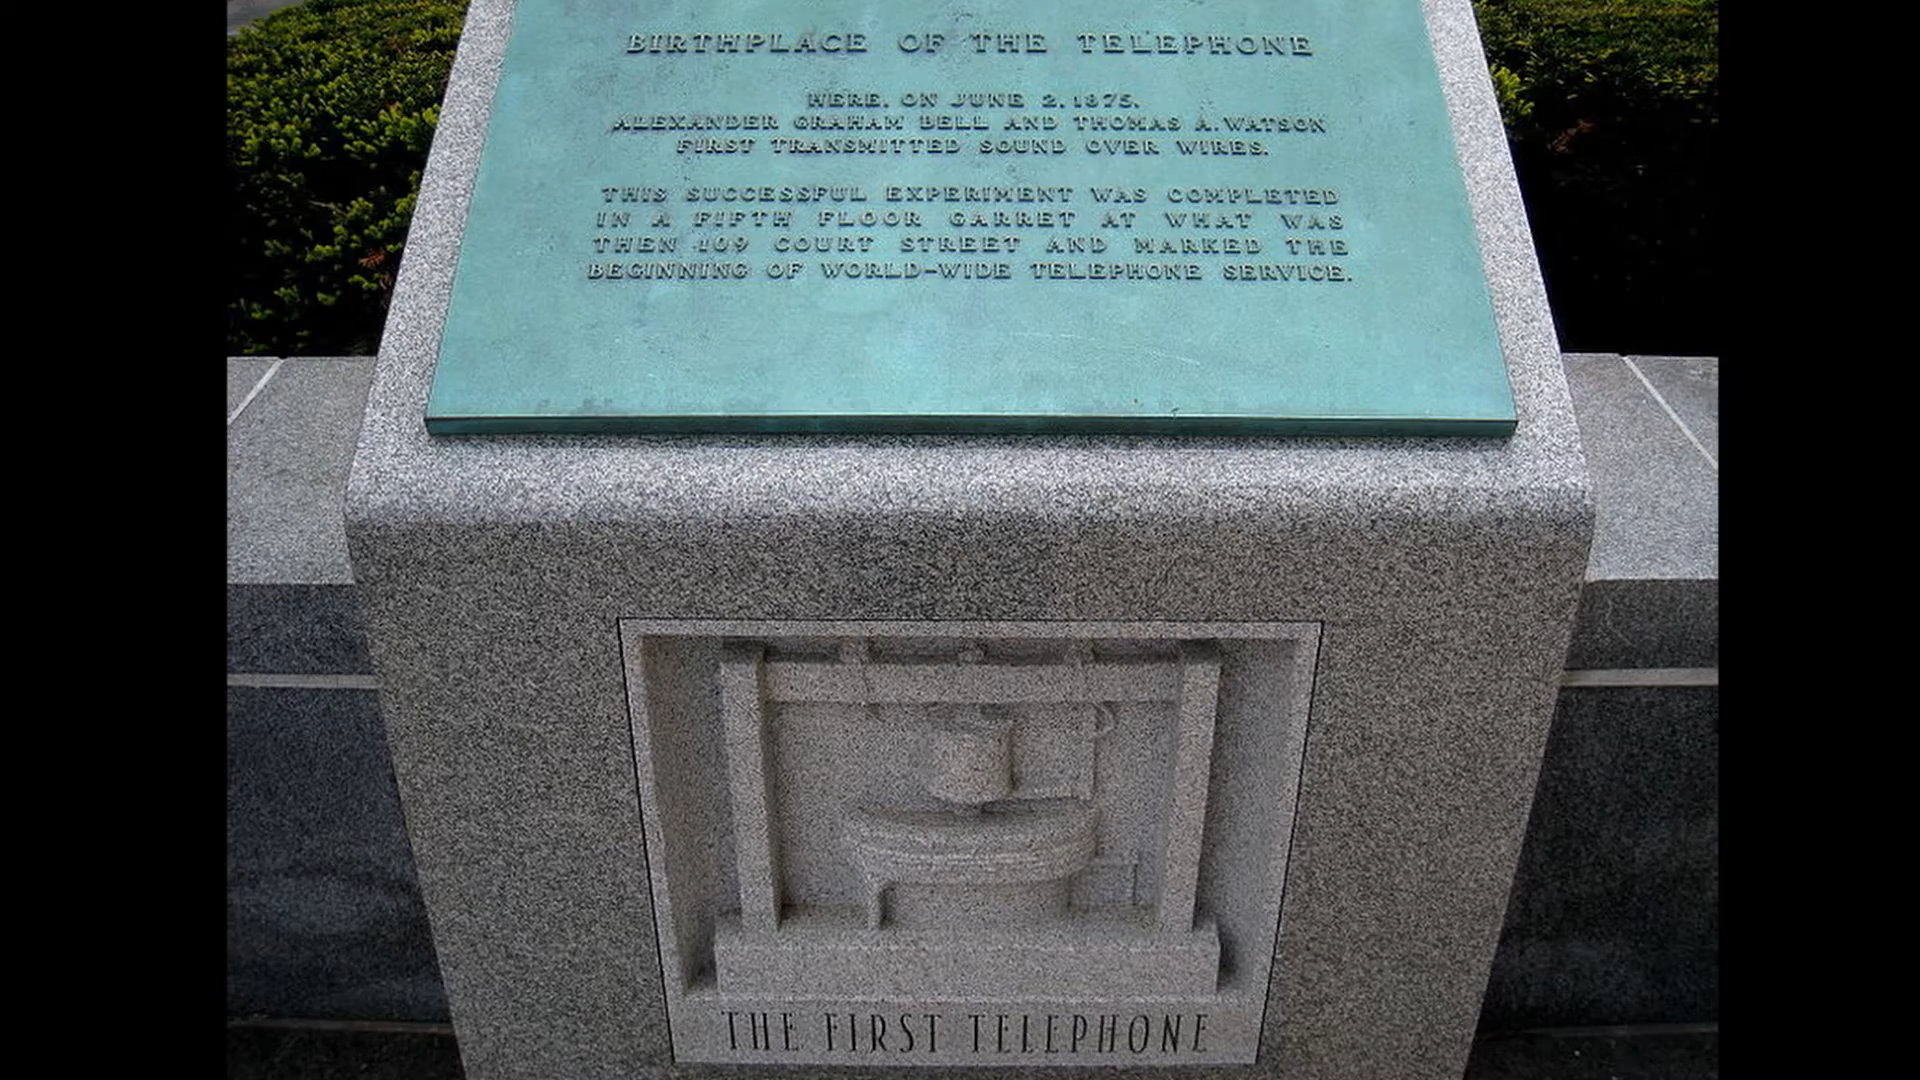 BIRTHPLACE OF THE TELEPHONE
HERE, ON JUNE 2, 1875,
ALEXANDER GRAHAM BELL AND THOMAS A. WATSON
FIRST TRANSMITTED SOUND OVER WIRES.
THIS SUCCESSFUL EXPERIMENT WAS COMPLETED
IN A FIFTH FLOOR GARRET AT WHAT WAS
THEN 109 COURT STREET AND MARKED THE
BEGINNING OF WORLD-WIDE TELEPHONE SERVICE.
THE FIRST TELEPHONE